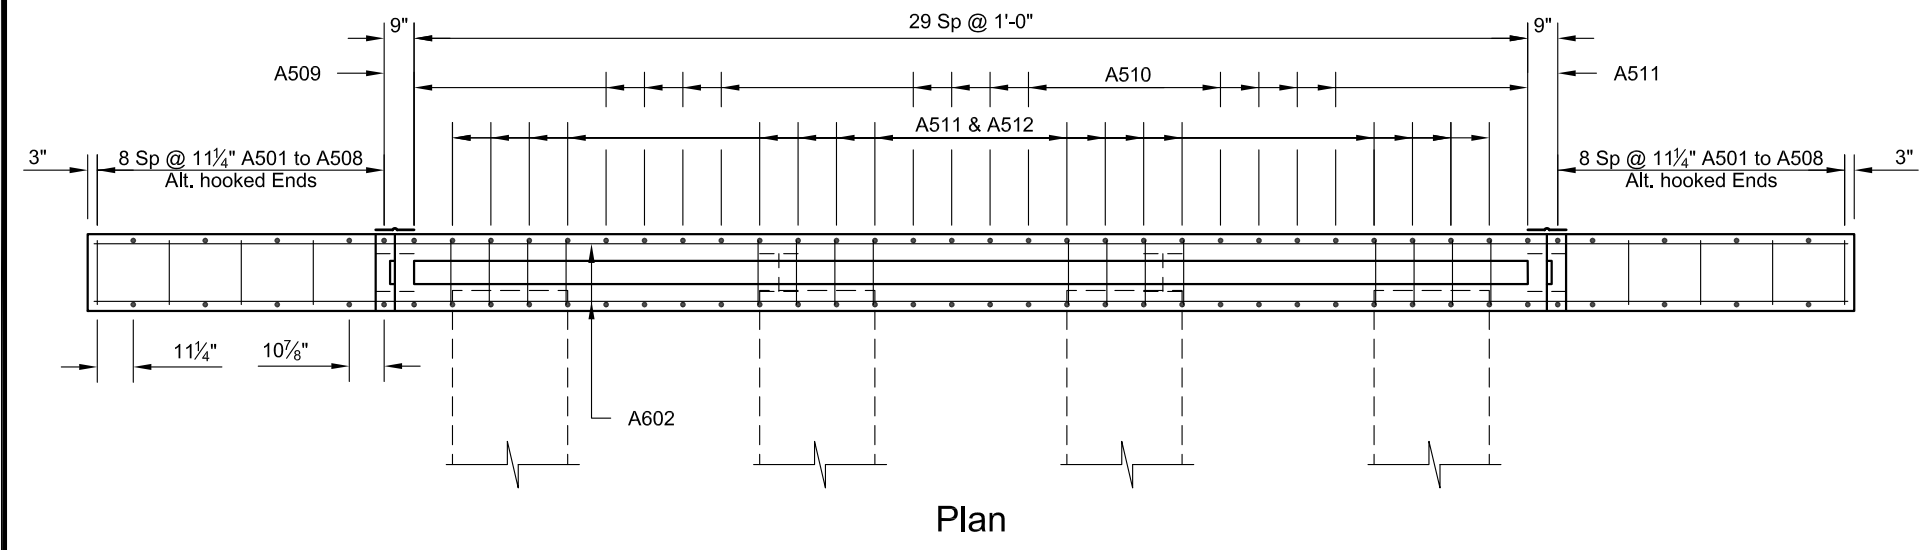 9" 29 Sp @ 1'-0" 9"
A509 A510 A511
A511 & A512
3" 8 Sp @ 11¼" A501 to A508 8 Sp @ 11¼" A501 to A508 3"
Alt. hooked Ends Alt. hooked Ends
11¼" 10⅞"
A602
Plan